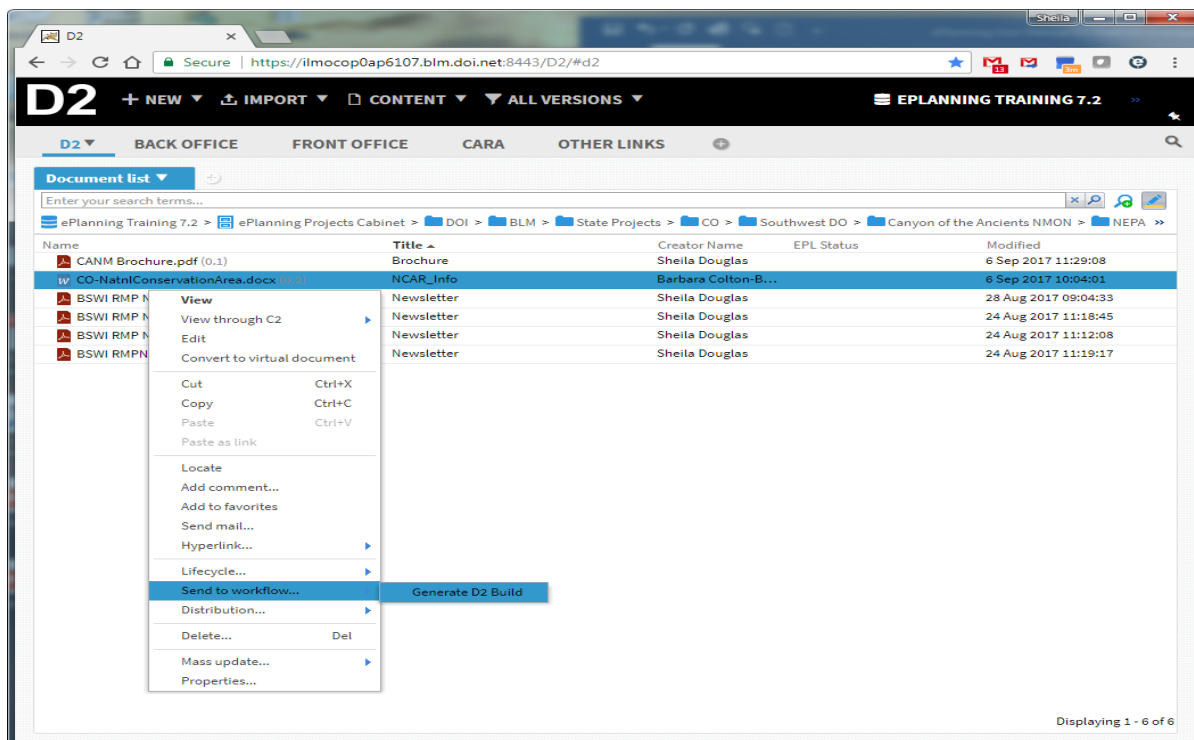 Sheila
D2
Secure | https://ilmocop0ap6107.blm.doi.net:8443/D2/#d2
13
3m
D2 + NEW IMPORT CONTENT ALL VERSIONS EPLANNING TRAINING 7.2 »
D2 BACK OFFICE FRONT OFFICE CARA OTHER LINKS
Document list
Enter your search terms...
ePlanning Training 7.2 > ePlanning Projects Cabinet > DOI > BLM > State Projects > CO > Southwest DO > Canyon of the Ancients NMON > NEPA »
Name Title Creator Name EPL Status Modified
CANM Brochure.pdf (0.1) Brochure Sheila Douglas 6 Sep 2017 11:29:08
CO-NatnlConservationArea.docx NCAR_Info Barbara Colton-B... 6 Sep 2017 10:04:01
BSWI RMP N Newsletter Sheila Douglas 28 Aug 2017 09:04:33
BSWI RMP N Newsletter Sheila Douglas 24 Aug 2017 11:18:45
BSWI RMP N Newsletter Sheila Douglas 24 Aug 2017 11:12:08
BSWI RMPN Newsletter Sheila Douglas 24 Aug 2017 11:19:17
View
View through C2
Edit
Convert to virtual document
Cut Ctrl+X
Copy Ctrl+C
Paste Ctrl+V
Paste as link
Locate
Add comment...
Add to favorites
Send mail...
Hyperlink...
Lifecycle...
Send to workflow... Generate D2 Build
Distribution...
Delete... Del
Mass update...
Properties...
Displaying 1 - 6 of 6